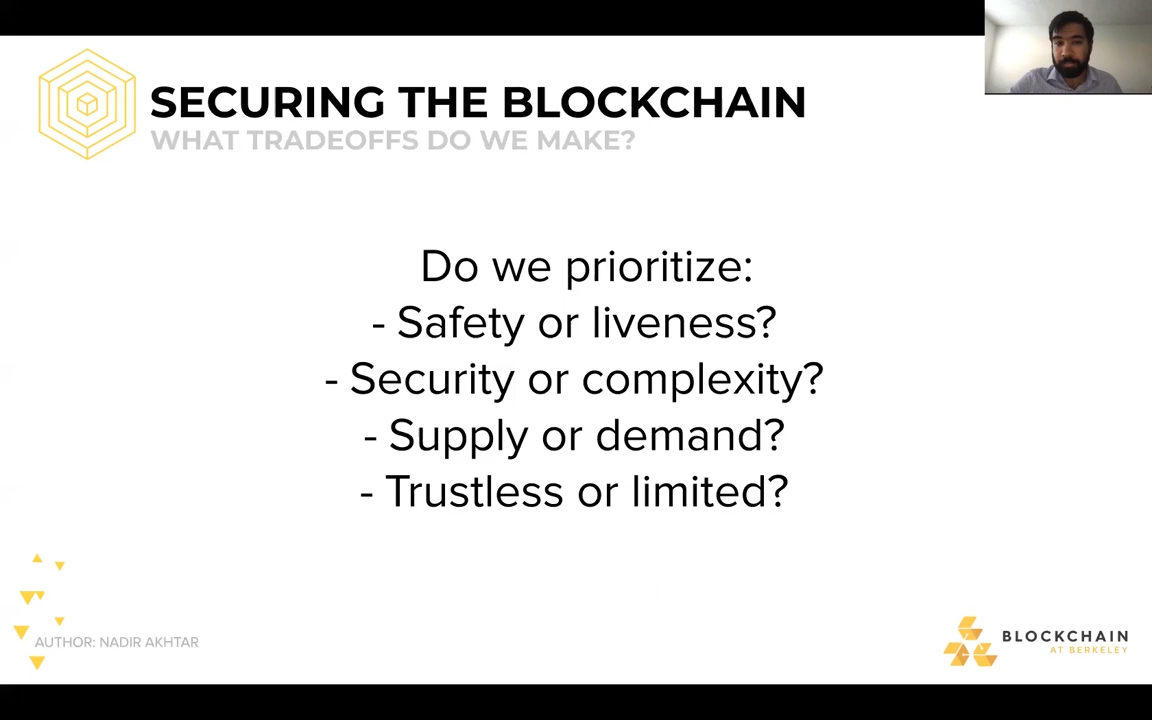 SECURING THE BLOCKCHAIN
WHAT TRADEOFFS DO WE MAKE?
Do we prioritize:
- Safety or liveness?
- Security or complexity?
- Supply or demand?
- Trustless or limited?
AUTHOR: NADIR AKHTAR
BLOCKCHAIN
AT BERKELEY